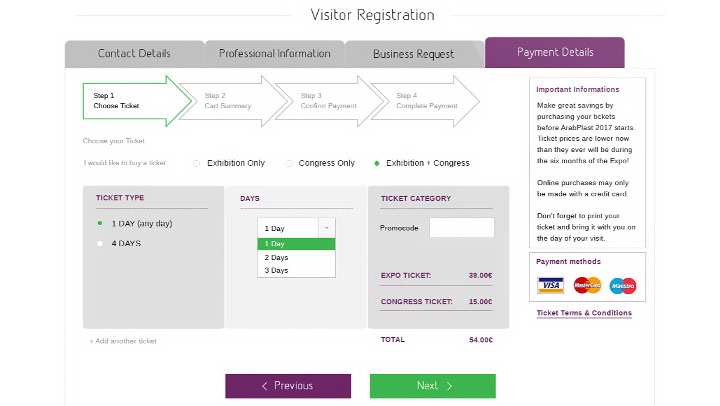 Visitor Registration
Contact Details
Professional Information
Business Request
Payment Details
Step 1
Choose Ticket
Step 2
Cart Summary
Step 3
Confirm Payment
Step 4
Complete Payment
Choose your Ticket
I would like to buy a ticket
Exhibition Only
Congress Only
Exhibition + Congress
TICKET TYPE
1 DAY (any day)
4 DAYS
DAYS
1 Day
1 Day
2 Days
3 Days
TICKET CATEGORY
Promocode
EXPO TICKET: 39.00€
CONGRESS TICKET: 15.00€
+ Add another ticket
TOTAL 54.00€
Previous
Next
Important Informations
Make great savings by
purchasing your tickets
before ArabPlast 2017 starts.
Ticket prices are lower now
than they ever will be during
the six months of the Expo!
Online purchases may only
be made with a credit card.
Don't forget to print your
ticket and bring it with you on
the day of your visit.
Payment methods
VISA
MasterCard
Maestro
Ticket Terms & Conditions